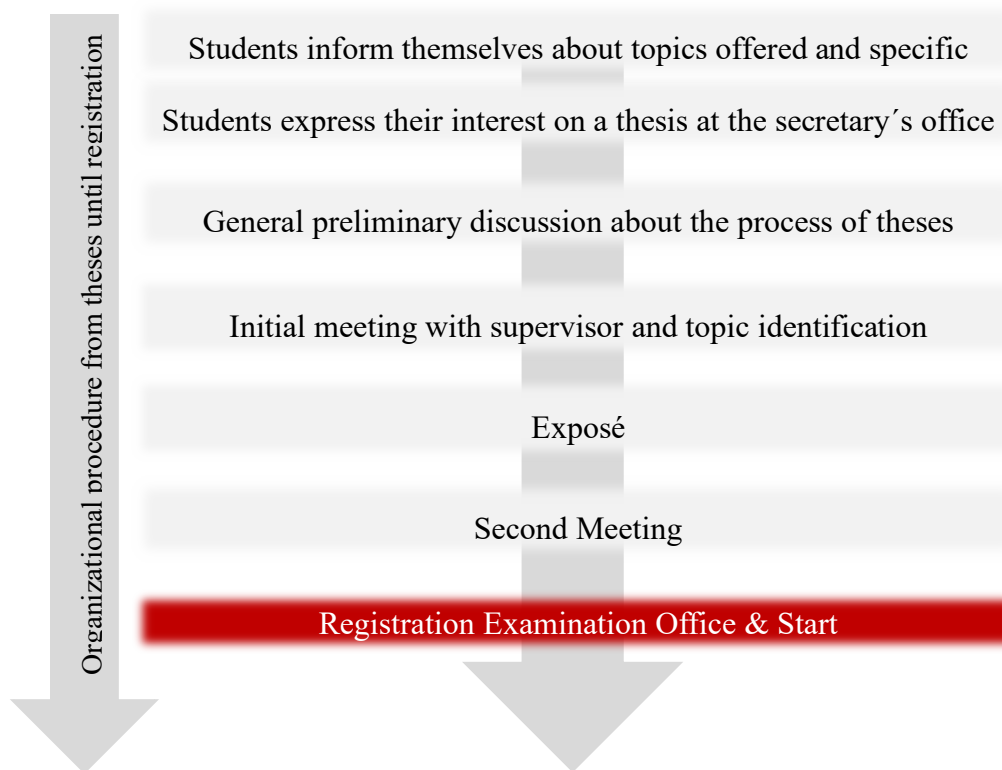 Organizational procedure from theses until registration
Students inform themselves about topics offered and specific
Students express their interest on a thesis at the secretary´s office
General preliminary discussion about the process of theses
Initial meeting with supervisor and topic identification
Exposé
Second Meeting
Registration Examination Office & Start